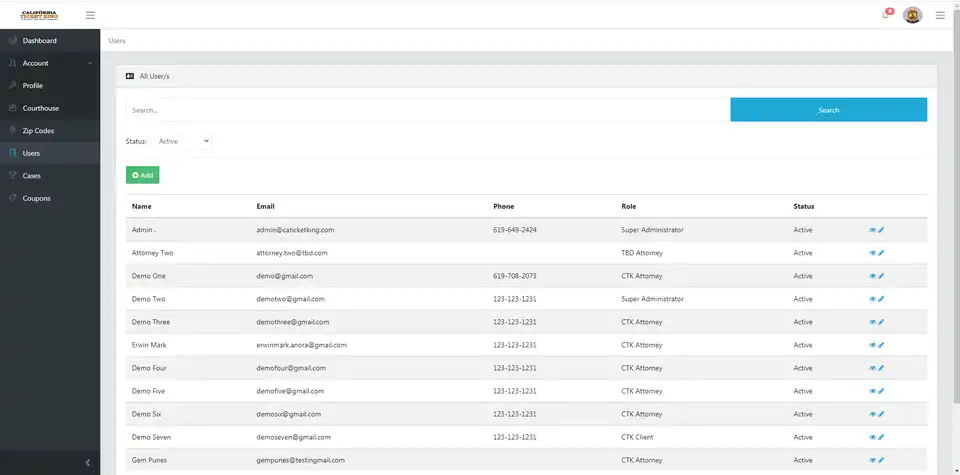 CALIFORNIA
TICKET KING
4
Dashboard
Users
Account
Profile
Courthouse
Zip Codes
Users
Cases
Coupons
All User/s
Search...
Search
Status: Active
Add
Name Email Phone Role Status
Admin . admin@caticketking.com 619-649-2424 Super Administrator Active
Attorney Two attorney.two@tbd.com TBD Attorney Active
Demo One demo@gmail.com 619-708-2073 CTK Attorney Active
Demo Two demotwo@gmail.com 123-123-1231 Super Administrator Active
Demo Three demothree@gmail.com 123-123-1231 CTK Attorney Active
Erwin Mark erwinmark.anora@gmail.com 123-123-1231 CTK Attorney Active
Demo Four demofour@gmail.com 123-123-1231 CTK Attorney Active
Demo Five demofive@gmail.com 123-123-1231 CTK Attorney Active
Demo Six demosix@gmail.com 123-123-1231 CTK Attorney Active
Demo Seven demoseven@gmail.com 123-123-1231 CTK Client Active
Gem Punes gempunes@testingmail.com CTK Attorney Active